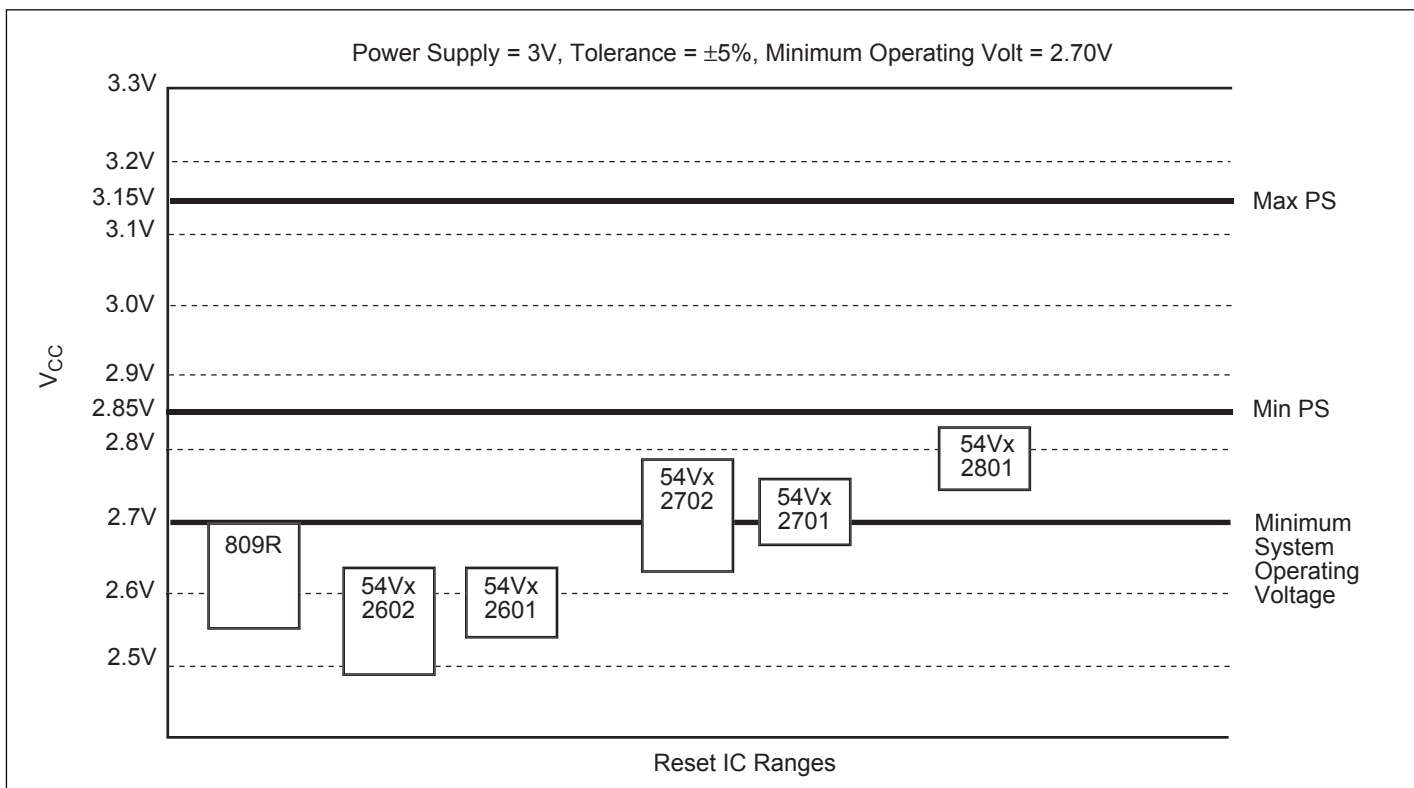 Power Supply = 3V, Tolerance = ±5%, Minimum Operating Volt = 2.70V
3.3V
3.2V
3.15V
3.1V
3.0V
2.9V
2.85V
2.8V
2.7V
2.6V
2.5V
VCC
Max PS
Min PS
Minimum
System
Operating
Voltage
809R
54Vx
2602
54Vx
2601
54Vx
2702
54Vx
2701
54Vx
2801
Reset IC Ranges